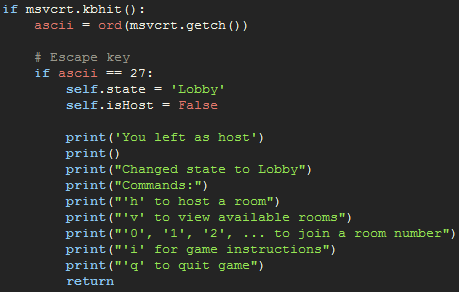 if msvcrt.kbhit():
    ascii = ord(msvcrt.getch())

    # Escape key
    if ascii == 27:
        self.state = 'Lobby'
        self.isHost = False

        print('You left as host')
        print()
        print("Changed state to Lobby")
        print("Commands:")
        print("'h' to host a room")
        print("'v' to view available rooms")
        print("'0', '1', '2', ... to join a room number")
        print("'i' for game instructions")
        print("'q' to quit game")
        return